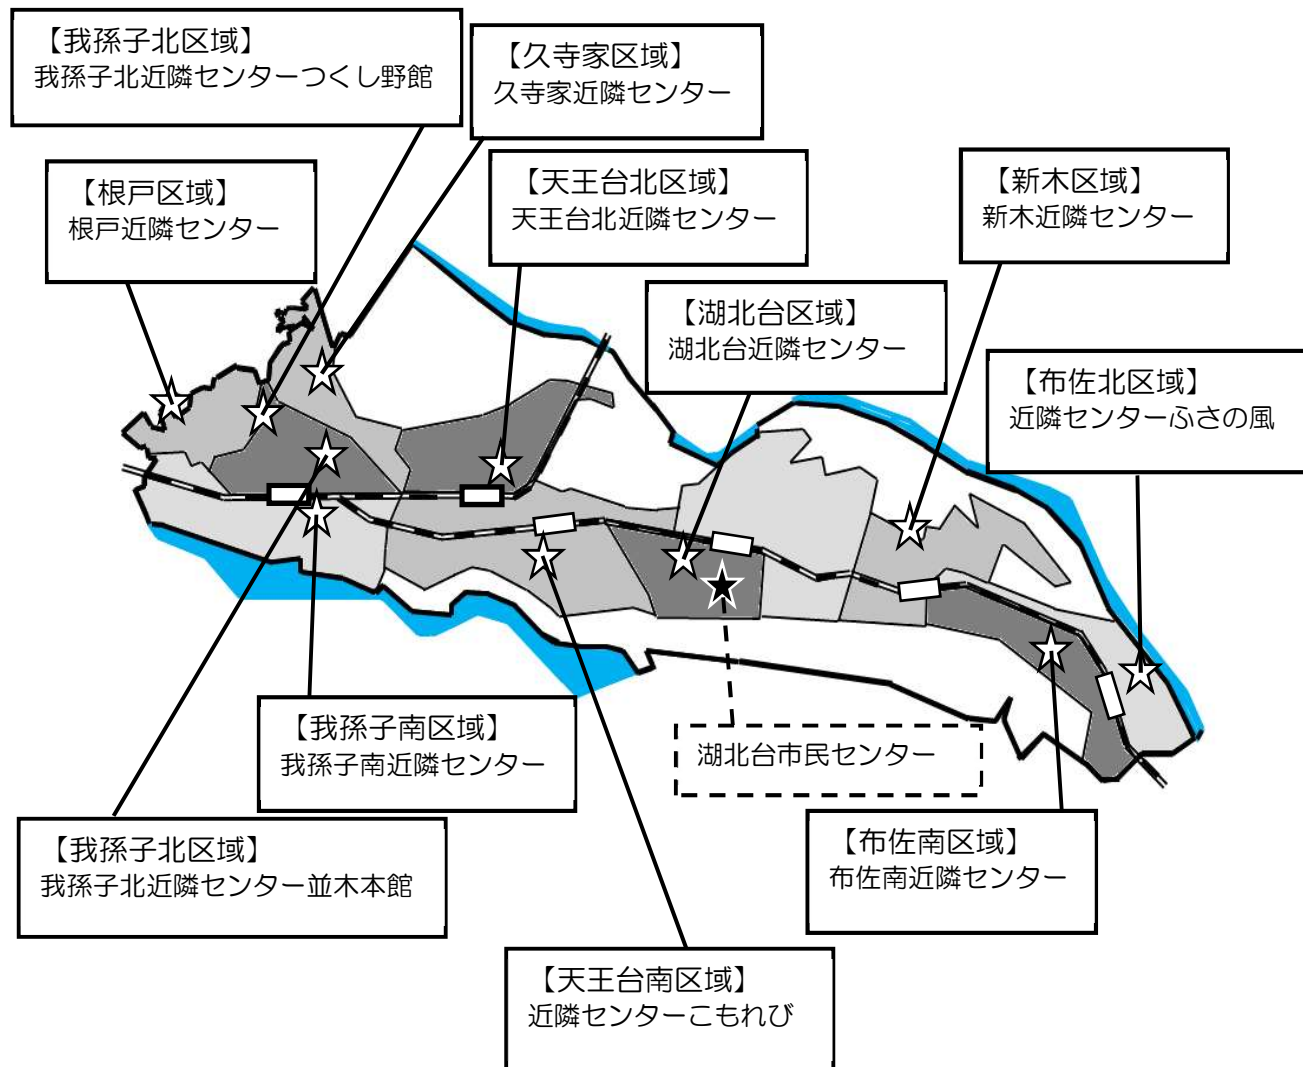 【我孫子北区域】
我孫子北近隣センターつくし野館
【久寺家区域】
久寺家近隣センター
【根戸区域】
根戸近隣センター
【天王台北区域】
天王台北近隣センター
【新木区域】
新木近隣センター
【湖北台区域】
湖北台近隣センター
【布佐北区域】
近隣センターふさの風
【我孫子南区域】
我孫子南近隣センター
湖北台市民センター
【我孫子北区域】
我孫子北近隣センター並木本館
【布佐南区域】
布佐南近隣センター
【天王台南区域】
近隣センターこもれび